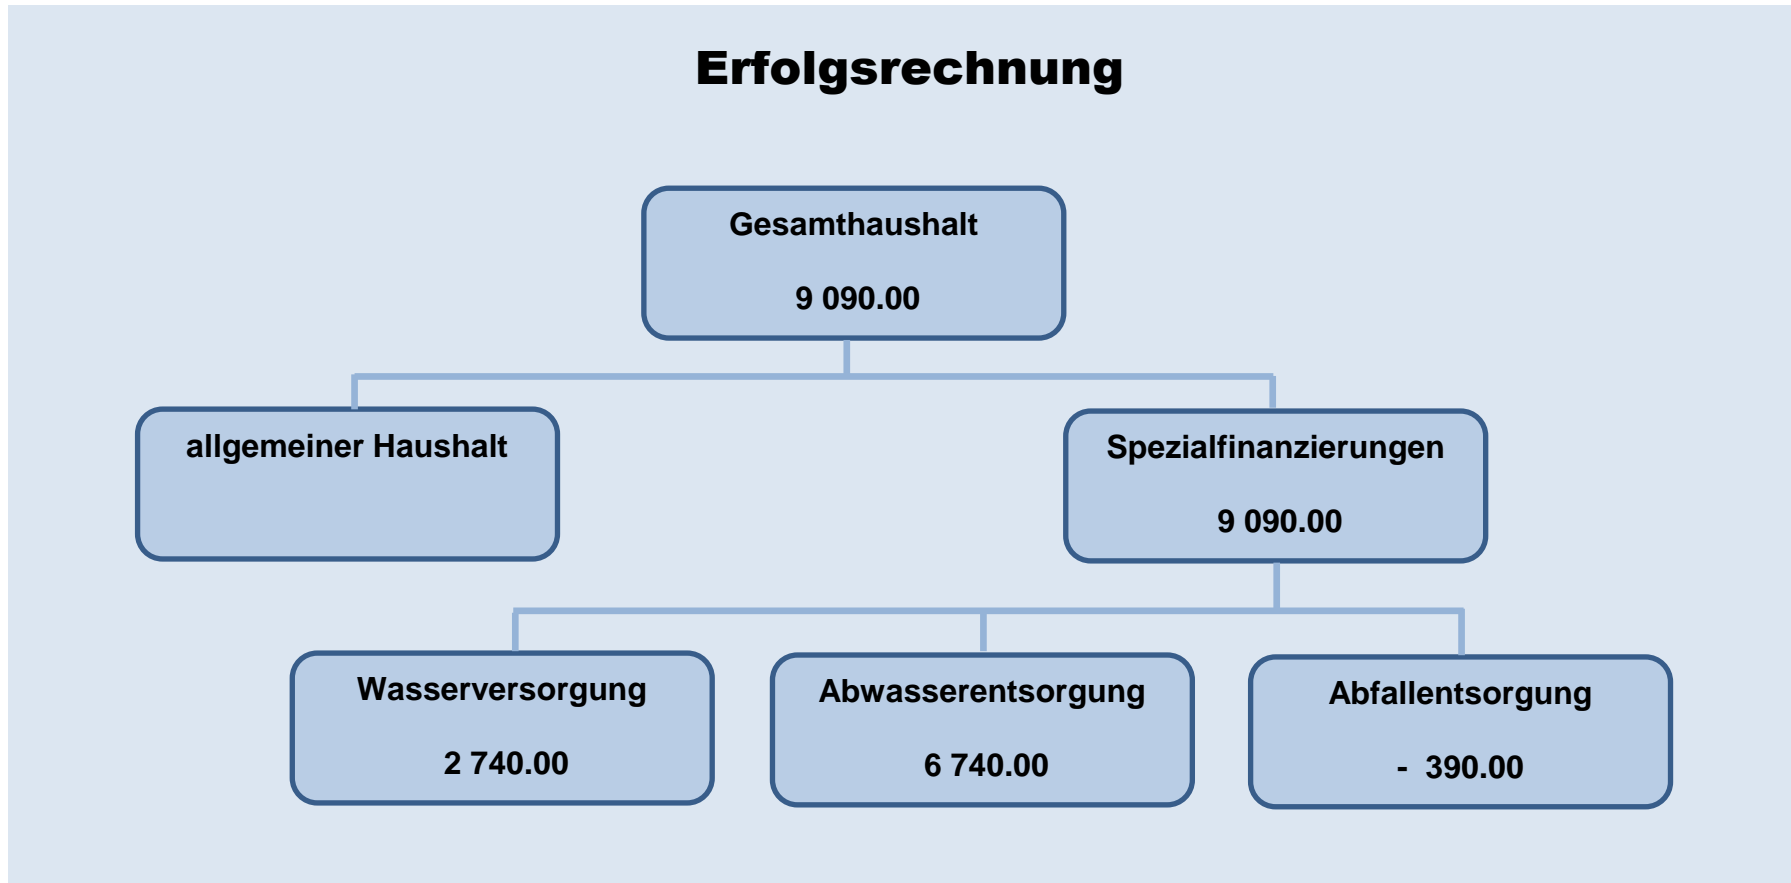 Erfolgsrechnung
Gesamthaushalt
9 090.00
allgemeiner Haushalt
Spezialfinanzierungen
9 090.00
Wasserversorgung
2 740.00
Abwasserentsorgung
6 740.00
Abfallentsorgung
- 390.00